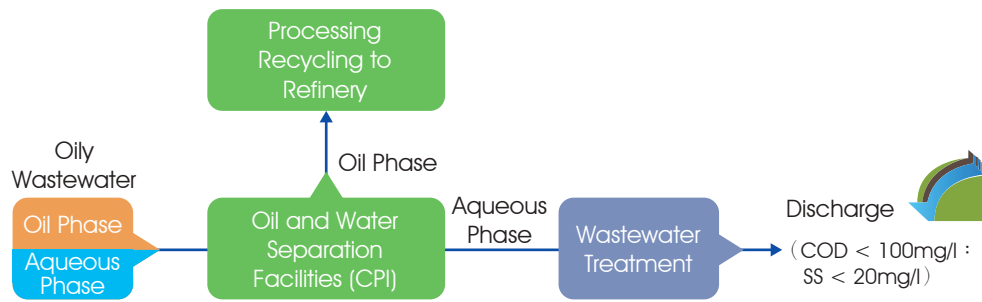 Processing
Recycling to
Refinery
Oil Phase
Oily
Wastewater
Oil Phase
Aqueous
Phase
Oil and Water
Separation
Facilities (CPI)
Aqueous
Phase
Wastewater
Treatment
Discharge
（COD < 100mg/l：
SS < 20mg/l）